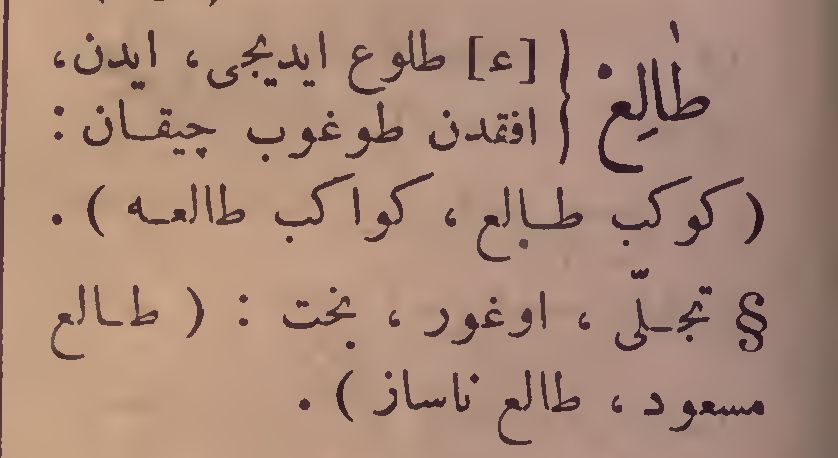 طالِع { [ء] طلوع ایدیجی، ایدن،
افقدن طوغوب چیقان :
( کوکب طالع ، کواکب طالعه ) .
§ تجلّی ، اوغور ، بخت : ( طالع
مسعود ، طالع ناساز ) .